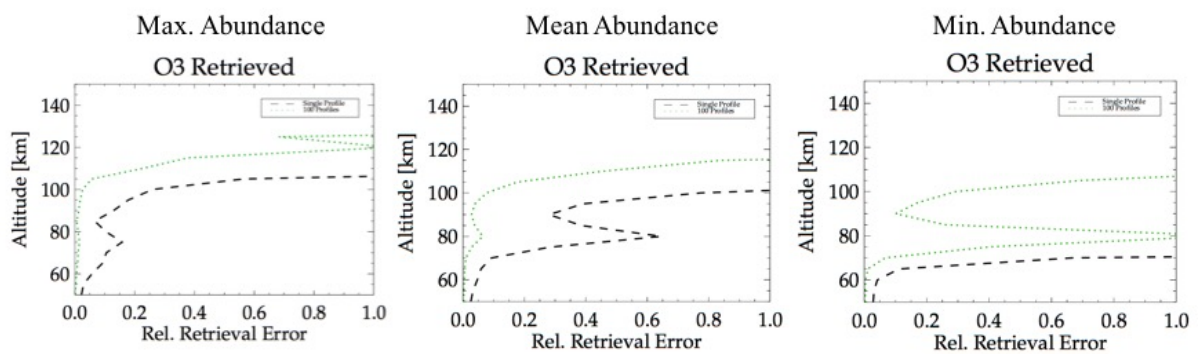 Max. Abundance
O3 Retrieved
Altitude [km]
140
120
100
80
60
Single Profile
100 Profiles
0.0 0.2 0.4 0.6 0.8 1.0
Rel. Retrieval Error
Mean Abundance
O3 Retrieved
Altitude [km]
140
120
100
80
60
Single Profile
100 Profiles
0.0 0.2 0.4 0.6 0.8 1.0
Rel. Retrieval Error
Min. Abundance
O3 Retrieved
Altitude [km]
140
120
100
80
60
Single Profile
100 Profiles
0.0 0.2 0.4 0.6 0.8 1.0
Rel. Retrieval Error